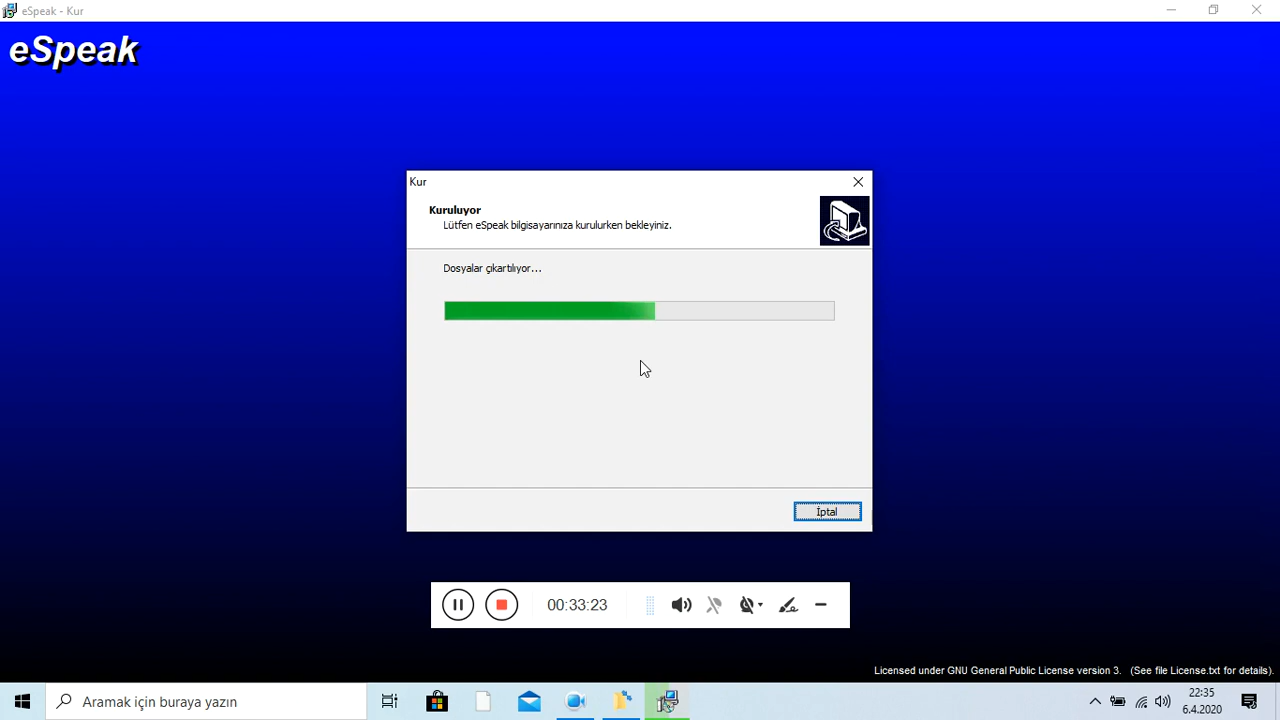 eSpeak - Kur
eSpeak
Kur
Kuruluyor
Lütfen eSpeak bilgisayarınıza kurulurken bekleyiniz.
Dosyalar çıkartılıyor...
İptal
00:33:23
Licensed under GNU General Public License version 3. (See file License.txt for details).
Aramak için buraya yazın
22:35
6.4.2020